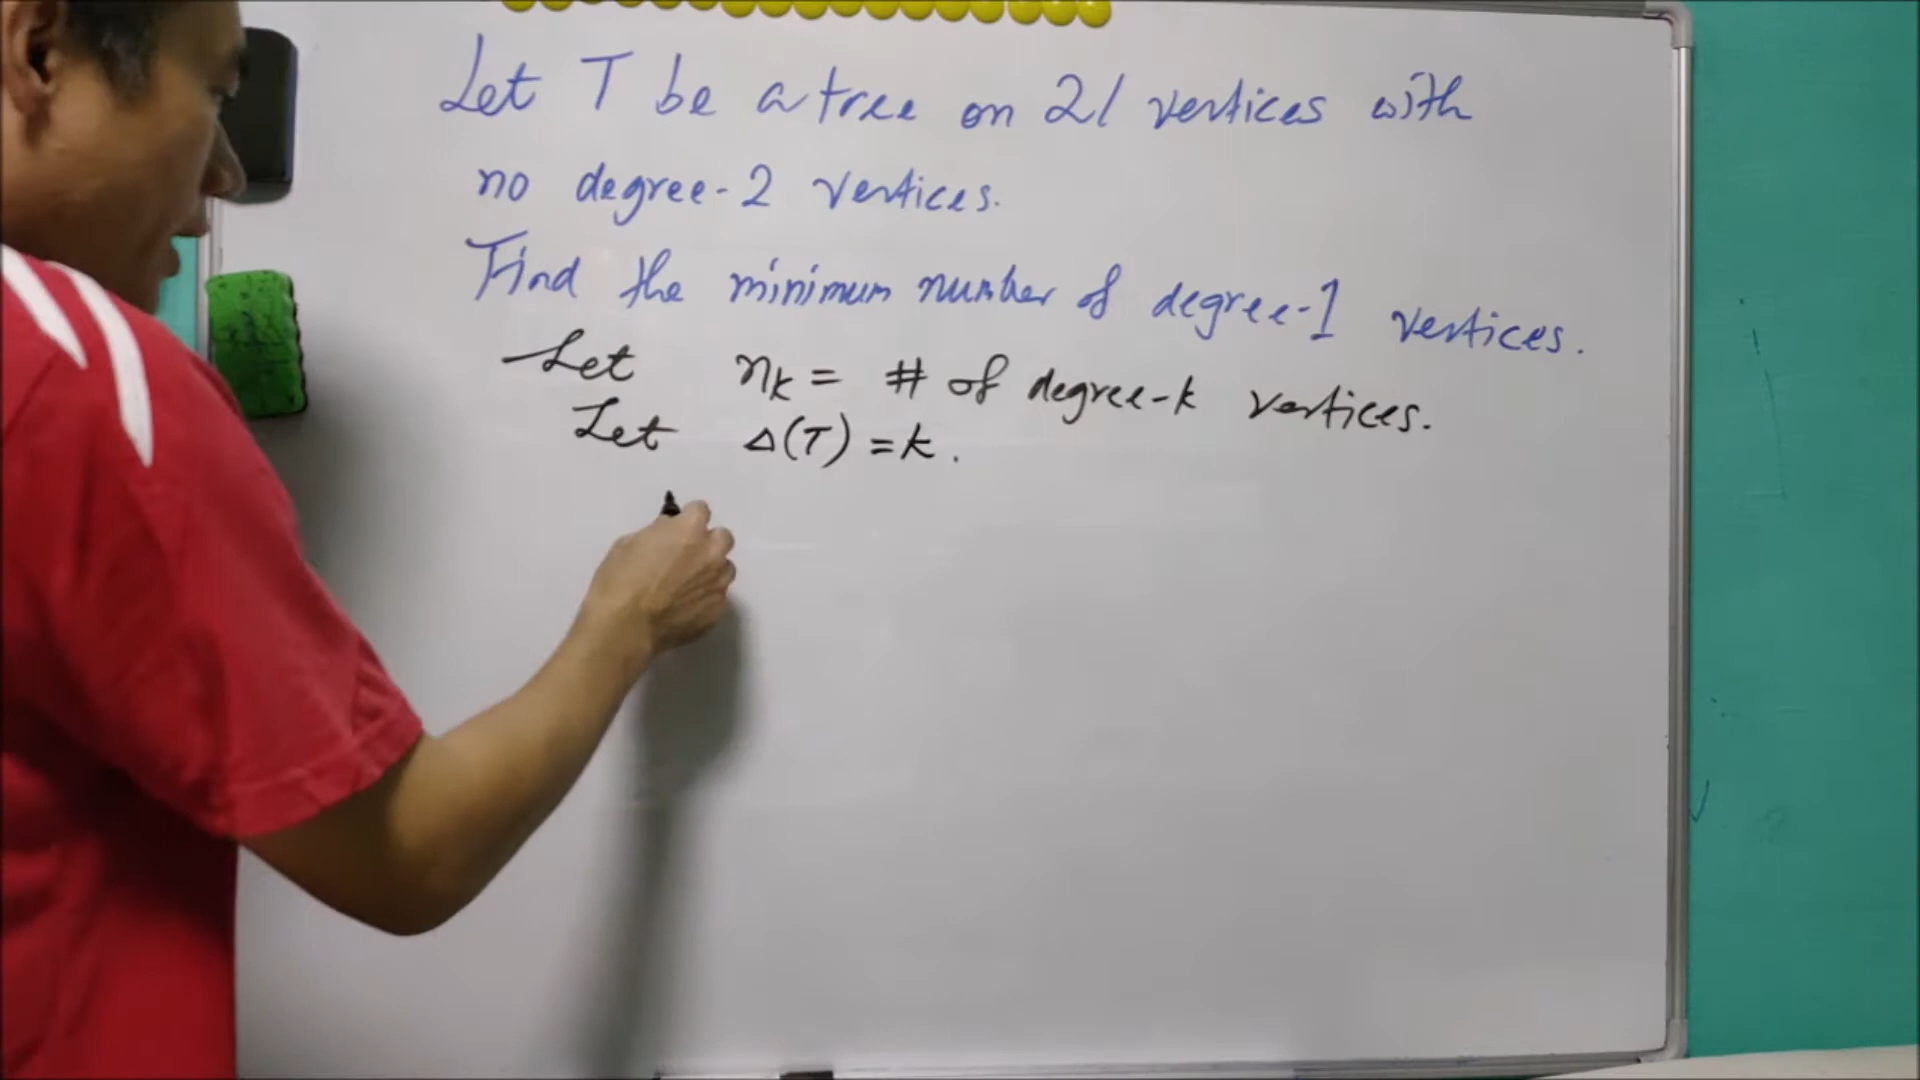 Let T be a tree on 21 vertices with
no degree-2 vertices.
Find the minimum number of degree-1 vertices.
Let nk = # of degree-k vertices.
Let Δ(T) = k.